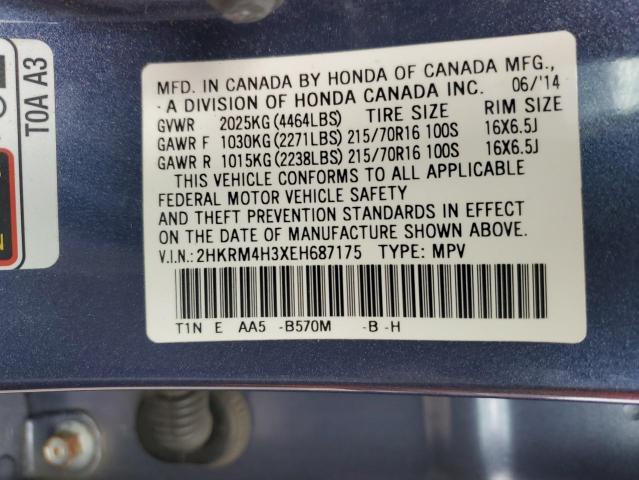 T0A A3
MFD. IN CANADA BY HONDA OF CANADA MFG.,
A DIVISION OF HONDA CANADA INC. 06/'14
GVWR 2025KG(4464LBS) TIRE SIZE RIM SIZE
GAWR F 1030KG(2271LBS) 215/70R16 100S 16X6.5J
GAWR R 1015KG(2238LBS) 215/70R16 100S 16X6.5J
THIS VEHICLE CONFORMS TO ALL APPLICABLE
FEDERAL MOTOR VEHICLE SAFETY
AND THEFT PREVENTION STANDARDS IN EFFECT
ON THE DATE OF MANUFACTURE SHOWN ABOVE.
V.I.N.: 2HKRM4H3XEH687175 TYPE: MPV
T1N E AA5 -B570M -B -H